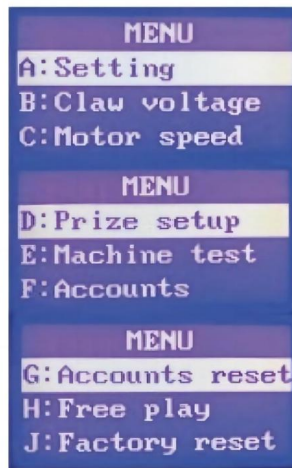 MENU
A:Setting
B:Claw voltage
C:Motor speed
MENU
D:Prize setup
E:Machine test
F:Accounts
MENU
G:Accounts reset
H:Free play
J:Factory reset